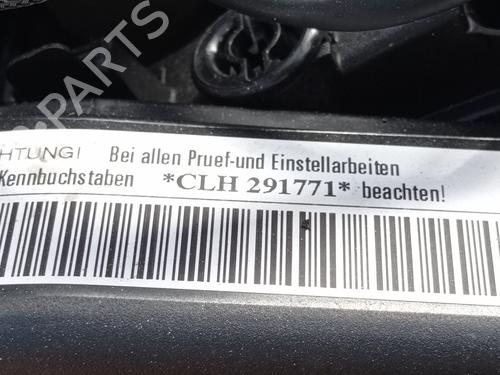 B-PARTS
HTUNG! Bei allen Pruef-und Einstellarbeiten
Kennbuchstaben *CLH 291771* beachten!